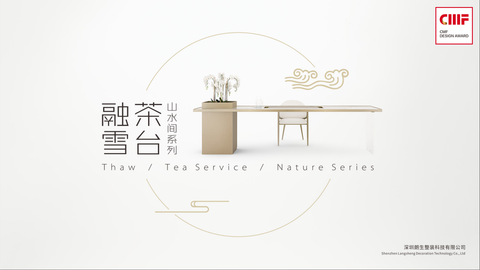 CMF
CMF
DESIGN AWARD
融雪
茶台
山水间系列
Thaw / Tea Service / Nature Series
深圳朗生整装科技有限公司
Shenzhen Langsheng Decoration Technology Co., Ltd